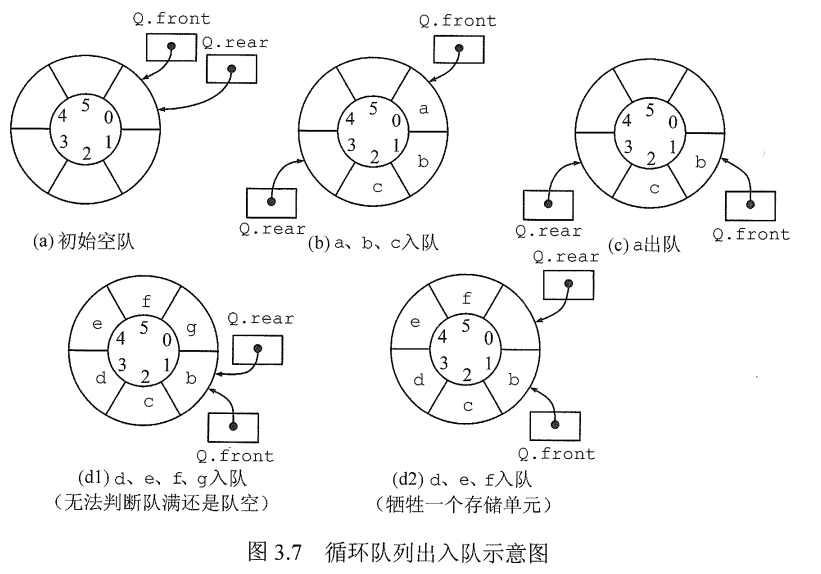 Q.front
Q.rear
5
4 0
3 1
2
(a) 初始空队
Q.front
5
4 0 a
3 1 b
2
c
Q.rear
(b) a、b、c入队
5
4 0
3 1 b
2
c
Q.rear
Q.front
(c) a出队
f
e 5 g
4 0
3 1
d 2 b
c
Q.rear
Q.front
(d1) d、e、f、g入队
(无法判断队满还是队空)
Q.rear
f
e 5
4 0
3 1
d 2 b
c
Q.front
(d2) d、e、f入队
(牺牲一个存储单元)
图 3.7 循环队列出入队示意图